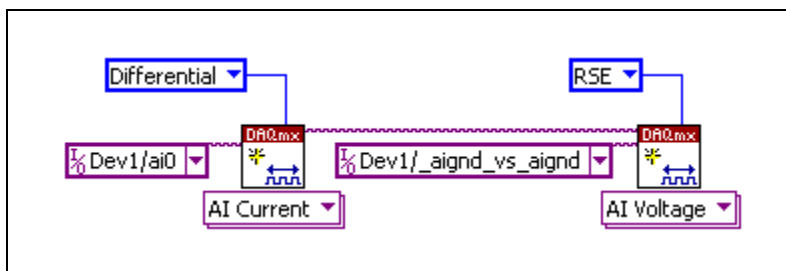 Differential
RSE
DAQmx
DAQmx
I/O Dev1/ai0
I/O Dev1/_aignd_vs_aignd
AI Current
AI Voltage